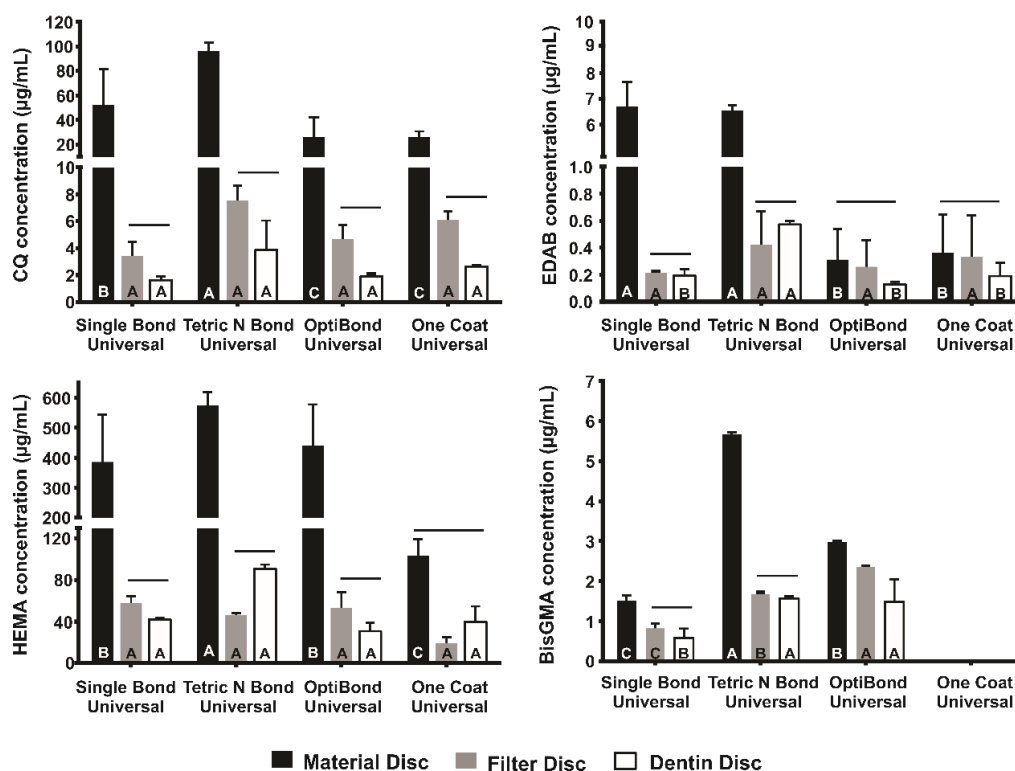 CQ concentration (µg/mL)
120
100
80
60
40
20
10
8
6
4
2
0
B A A A A A C A A C A A
Single Bond Universal
Tetric N Bond Universal
OptiBond Universal
One Coat Universal
EDAB concentration (µg/mL)
10
9
8
7
6
1.0
0.8
0.6
0.4
0.2
0.0
A A B A A A B A B B A B
Single Bond Universal
Tetric N Bond Universal
OptiBond Universal
One Coat Universal
HEMA concentration (µg/mL)
600
500
400
300
200
120
80
40
0
B A A A A A B A A C A A
Single Bond Universal
Tetric N Bond Universal
OptiBond Universal
One Coat Universal
BisGMA concentration (µg/mL)
7
6
5
4
3
2
1
0
C C B A B A B A A
Single Bond Universal
Tetric N Bond Universal
OptiBond Universal
One Coat Universal
Material Disc Filter Disc Dentin Disc